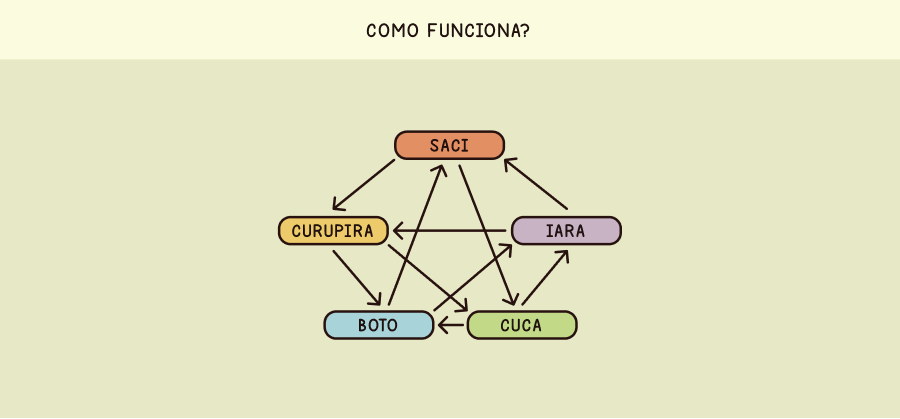 COMO FUNCIONA?
SACI
CURUPIRA
IARA
BOTO
CUCA